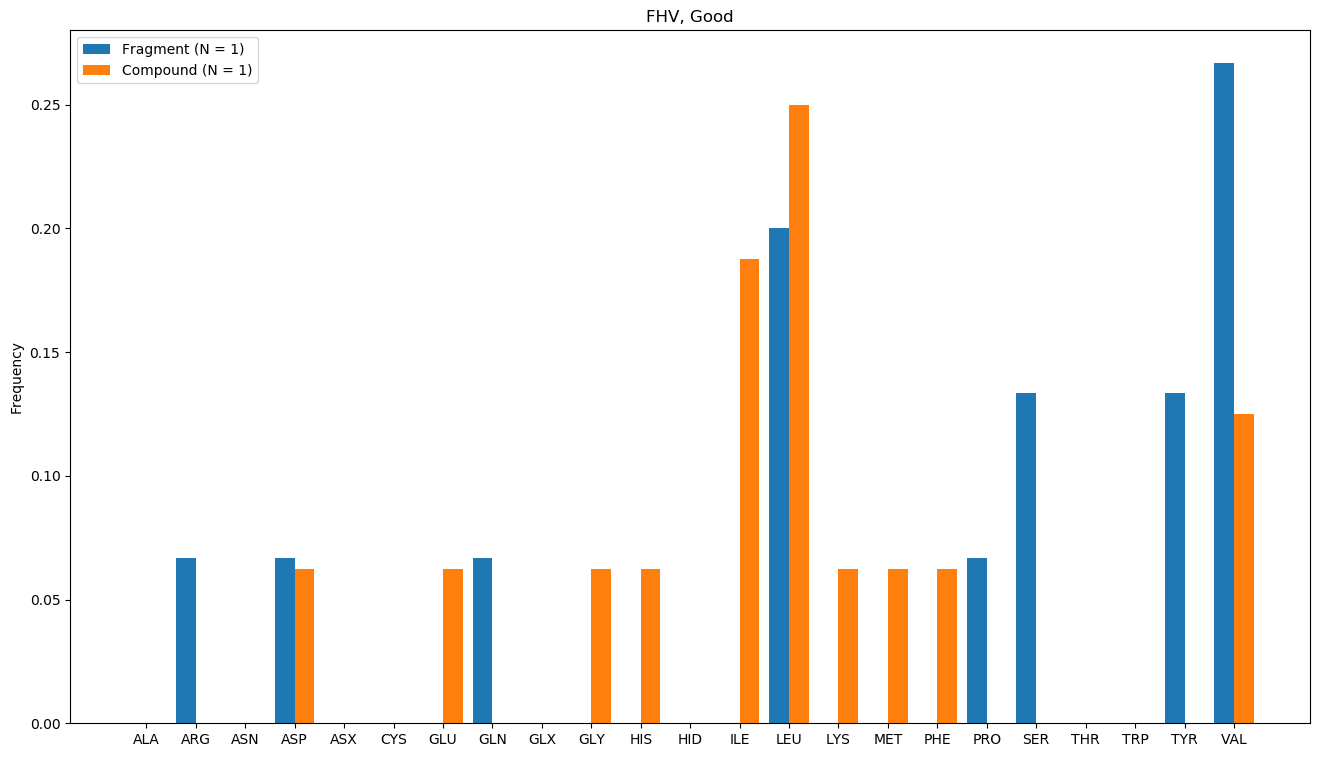 FHV, Good
Fragment (N = 1)
Compound (N = 1)
Frequency
0.25
0.20
0.15
0.10
0.05
0.00
ALA ARG ASN ASP ASX CYS GLU GLN GLX GLY HIS HID ILE LEU LYS MET PHE PRO SER THR TRP TYR VAL